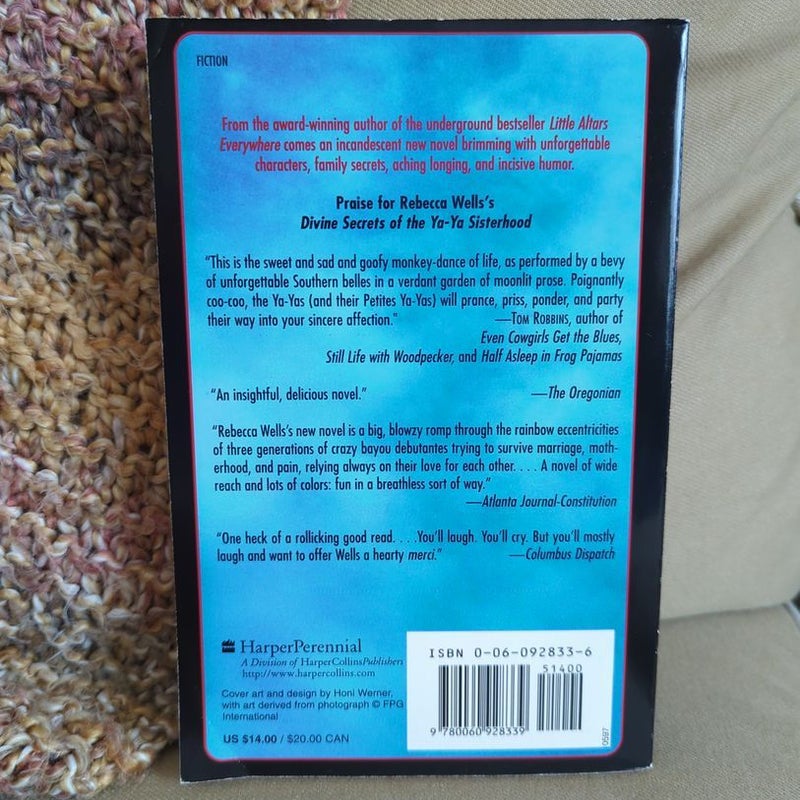 FICTION
From the award-winning author of the underground bestseller Little Altars
Everywhere comes an incandescent new novel brimming with unforgettable
characters, family secrets, aching longing, and incisive humor.
Praise for Rebecca Wells's
Divine Secrets of the Ya-Ya Sisterhood
"This is the sweet and sad and goofy monkey-dance of life, as performed by a bevy
of unforgettable Southern belles in a verdant garden of moonlit prose. Poignantly
coo-coo, the Ya-Yas (and their Petites Ya-Yas) will prance, priss, ponder, and party
their way into your sincere affection." —TOM ROBBINS, author of
Even Cowgirls Get the Blues,
Still Life with Woodpecker, and Half Asleep in Frog Pajamas
"An insightful, delicious novel." —The Oregonian
"Rebecca Wells's new novel is a big, blowzy romp through the rainbow eccentricities
of three generations of crazy bayou debutantes trying to survive marriage, moth-
erhood, and pain, relying always on their love for each other. . . . A novel of wide
reach and lots of colors: fun in a breathless sort of way."
—Atlanta Journal-Constitution
"One heck of a rollicking good read. . . .You'll laugh. You'll cry. But you'll mostly
laugh and want to offer Wells a hearty merci." —Columbus Dispatch
HarperPerennial
A Division of HarperCollinsPublishers
http://www.harpercollins.com
Cover art and design by Honi Werner,
with art derived from photograph © FPG
International
US $14.00 / $20.00 CAN
ISBN 0-06-092833-6
51400
9 780060 928339
0597